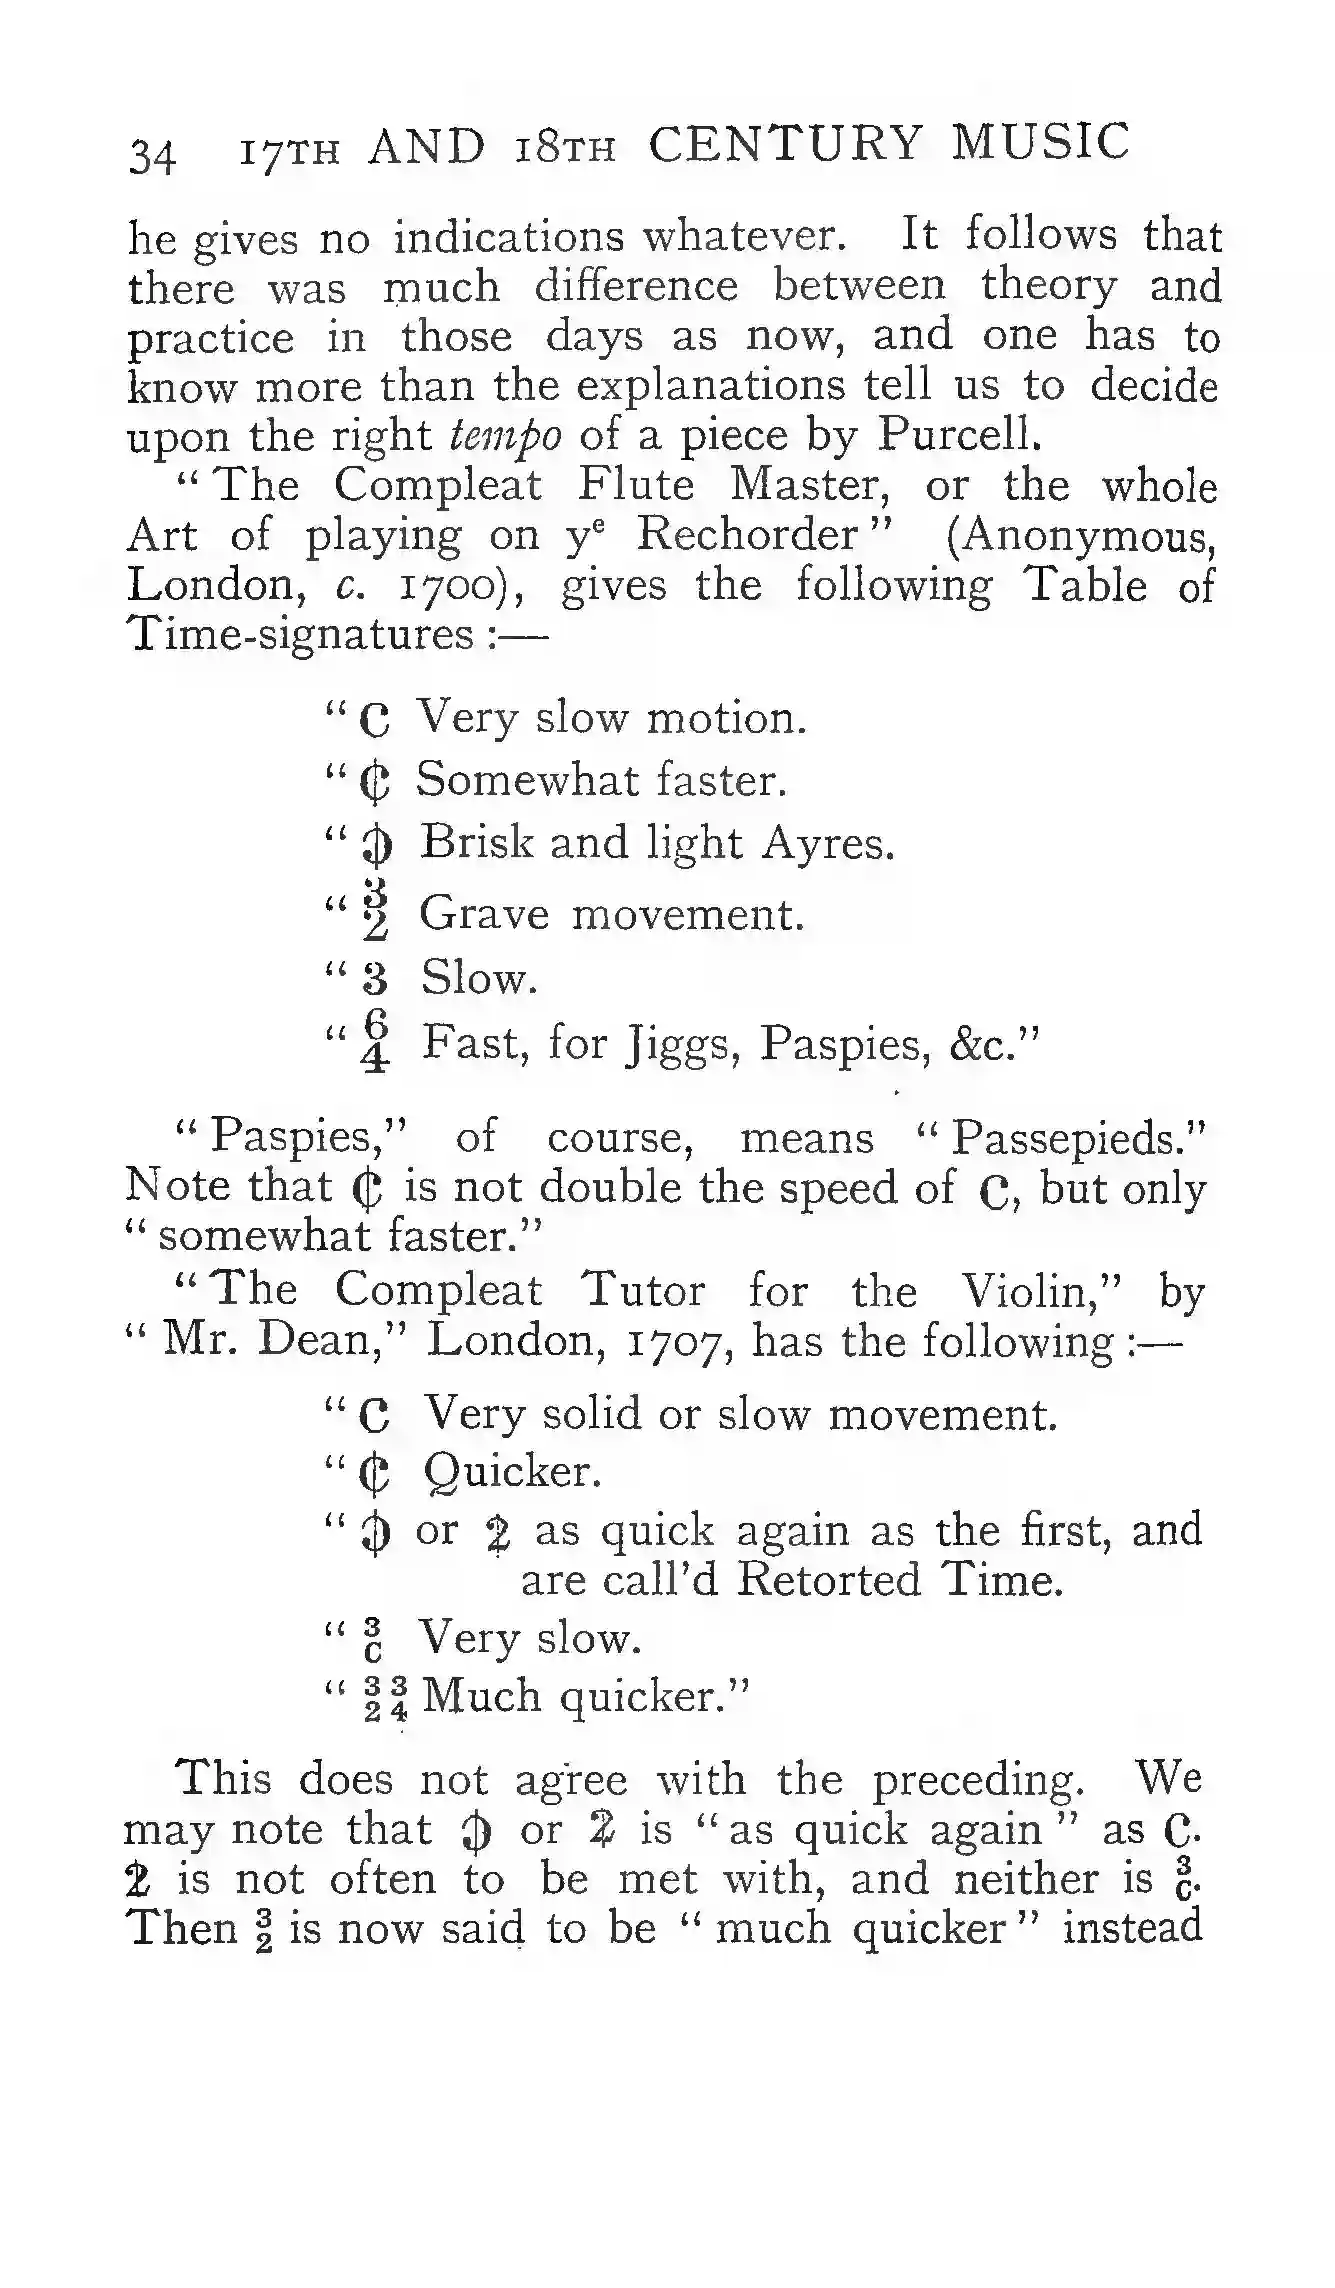 34 17TH AND 18TH CENTURY MUSIC
he gives no indications whatever. It follows that
there was much difference between theory and
practice in those days as now, and one has to
know more than the explanations tell us to decide
upon the right tempo of a piece by Purcell.
“ The Compleat Flute Master, or the whole
Art of playing on yᵉ Rechorder ” (Anonymous,
London, c. 1700), gives the following Table of
Time-signatures :—
“ 𝄴 Very slow motion.
“ 𝄵 Somewhat faster.
“ 𝄵 Brisk and light Ayres.
“ 3/2 Grave movement.
“ 3 Slow.
“ 6/4 Fast, for Jiggs, Paspies, &c.”
“ Paspies,” of course, means “ Passepieds.”
Note that 𝄵 is not double the speed of 𝄴, but only
“ somewhat faster.”
“ The Compleat Tutor for the Violin,” by
“ Mr. Dean,” London, 1707, has the following :—
“ 𝄴 Very solid or slow movement.
“ 𝄵 Quicker.
“ Ↄ| or 2 as quick again as the first, and
are call’d Retorted Time.
“ 3/C Very slow.
“ 3/2 3/4 Much quicker.”
This does not agree with the preceding. We
may note that Ↄ| or 2 is “ as quick again ” as 𝄴.
2 is not often to be met with, and neither is 3/C.
Then 3/2 is now said to be “ much quicker ” instead